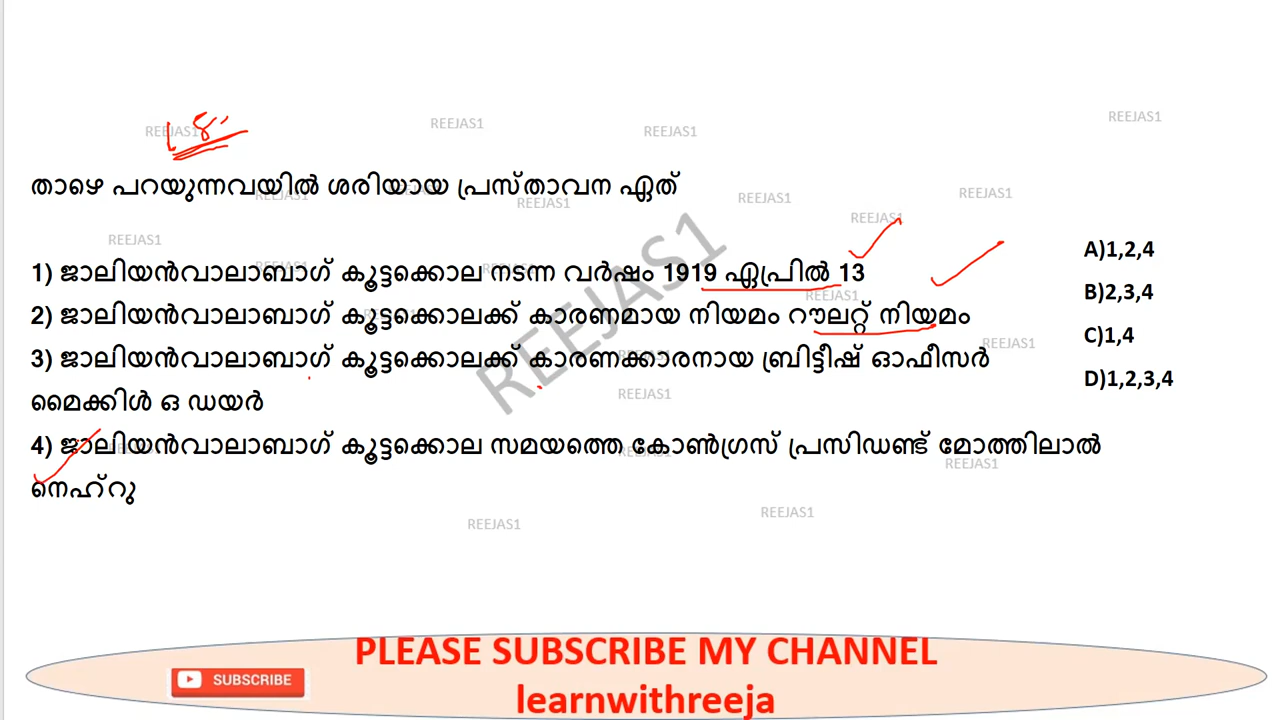 താഴെ പറയുന്നവയിൽ ശരിയായ പ്രസ്താവന ഏത്
1) ജാലിയൻവാലാബാഗ് കൂട്ടക്കൊല നടന്ന വർഷം 1919 ഏപ്രിൽ 13
2) ജാലിയൻവാലാബാഗ് കൂട്ടക്കൊലക്ക് കാരണമായ നിയമം റൗലറ്റ് നിയമം
3) ജാലിയൻവാലാബാഗ് കൂട്ടക്കൊലക്ക് കാരണക്കാരനായ ബ്രിട്ടീഷ് ഓഫീസർ
മൈക്കിൾ ഒ ഡയർ
4) ജാലിയൻവാലാബാഗ് കൂട്ടക്കൊല സമയത്തെ കോൺഗ്രസ് പ്രസിഡണ്ട് മോത്തിലാൽ
നെഹ്റു
A)1,2,4
B)2,3,4
C)1,4
D)1,2,3,4
REEJAS1
PLEASE SUBSCRIBE MY CHANNEL
SUBSCRIBE
learnwithreeja